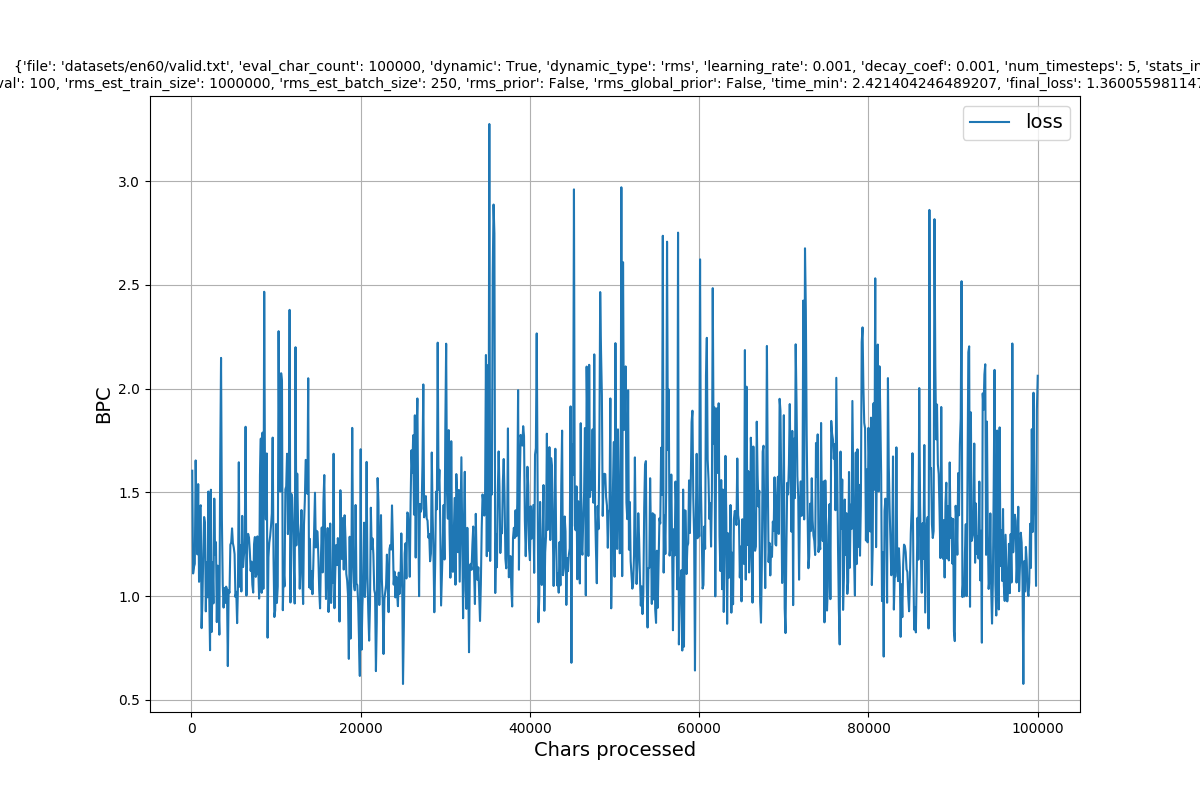 {'file': 'datasets/en60/valid.txt', 'eval_char_count': 100000, 'dynamic': True, 'dynamic_type': 'rms', 'learning_rate': 0.001, 'decay_coef': 0.001, 'num_timesteps': 5, 'stats_in
val': 100, 'rms_est_train_size': 1000000, 'rms_est_batch_size': 250, 'rms_prior': False, 'rms_global_prior': False, 'time_min': 2.421404246489207, 'final_loss': 1.360055981147
loss
3.0
2.5
2.0
1.5
1.0
0.5
BPC
0 20000 40000 60000 80000 100000
Chars processed